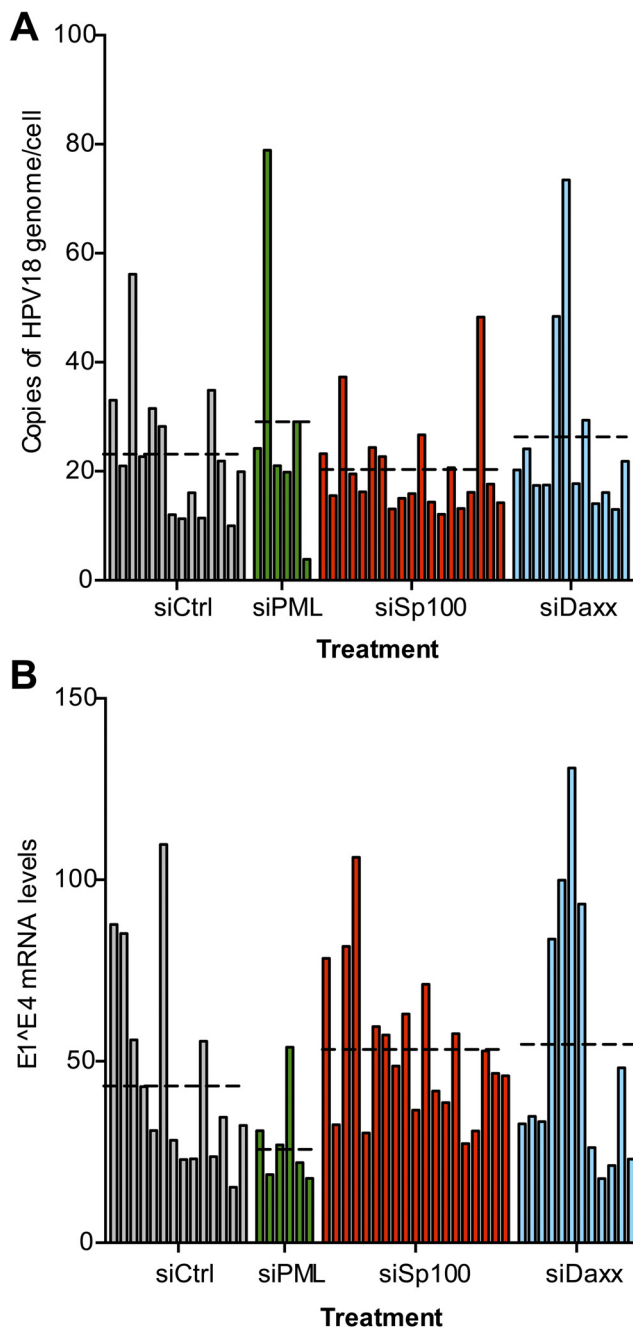 A
100
80
60
40
20
0
Copies of HPV18 genome/cell
siCtrl siPML siSp100 siDaxx
Treatment
B
150
100
50
0
E1^E4 mRNA levels
siCtrl siPML siSp100 siDaxx
Treatment